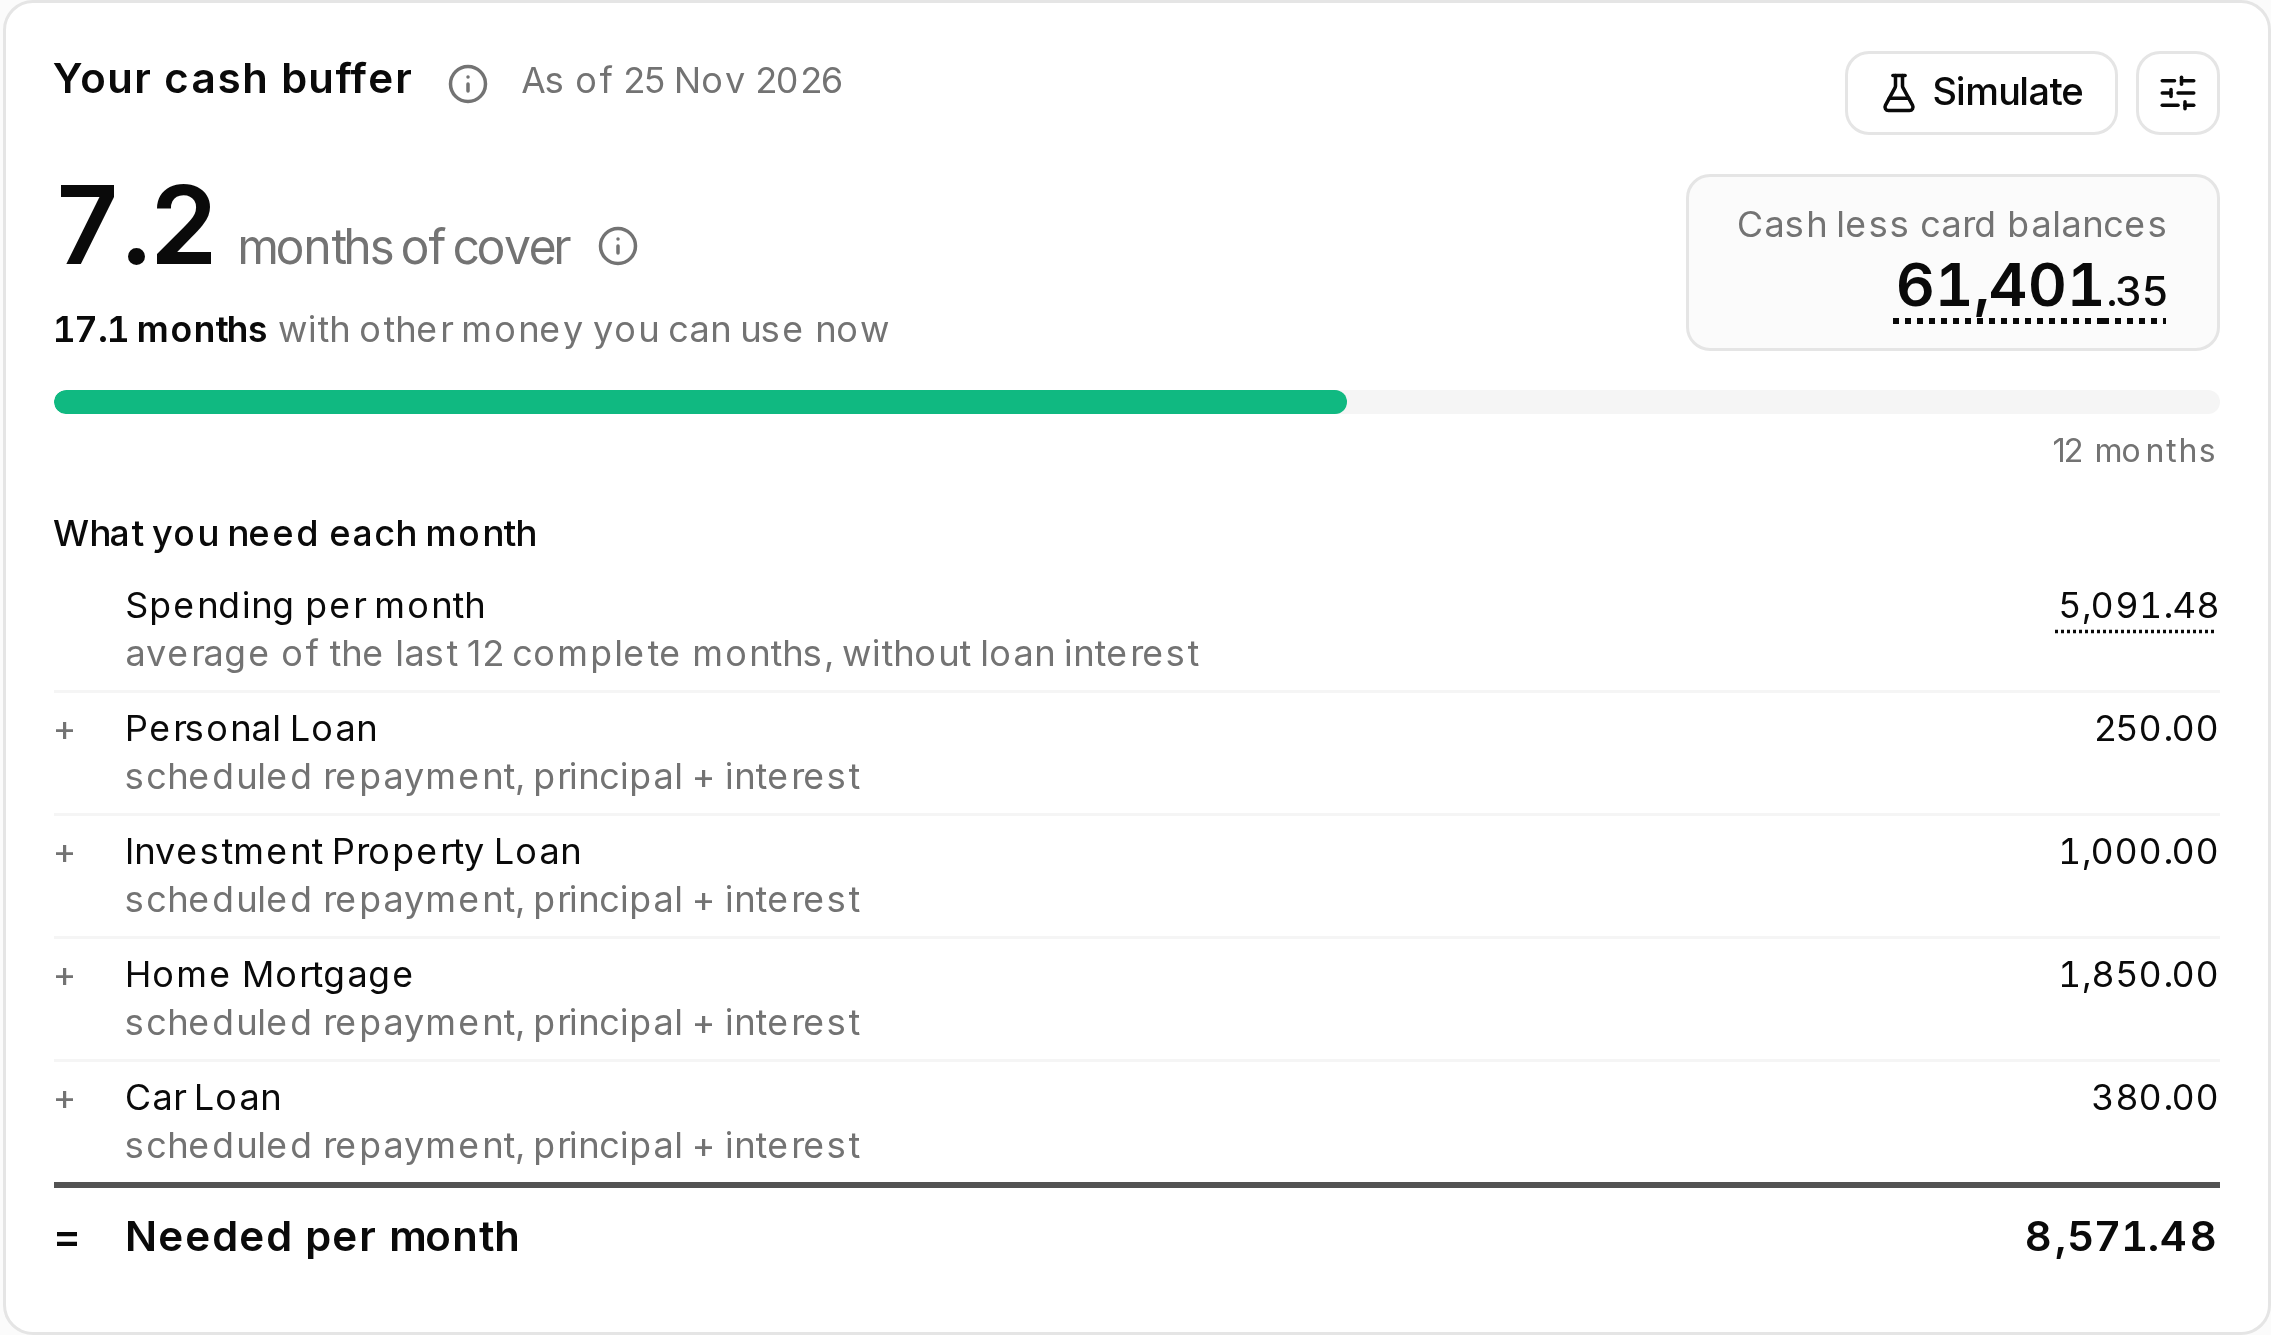 Your cash buffer As of 25 Nov 2026 Simulate
7.2 months of cover
Cash less card balances
61,401.35
17.1 months with other money you can use now
12 months
What you need each month
Spending per month 5,091.48
average of the last 12 complete months, without loan interest
+ Personal Loan 250.00
scheduled repayment, principal + interest
+ Investment Property Loan 1,000.00
scheduled repayment, principal + interest
+ Home Mortgage 1,850.00
scheduled repayment, principal + interest
+ Car Loan 380.00
scheduled repayment, principal + interest
= Needed per month 8,571.48